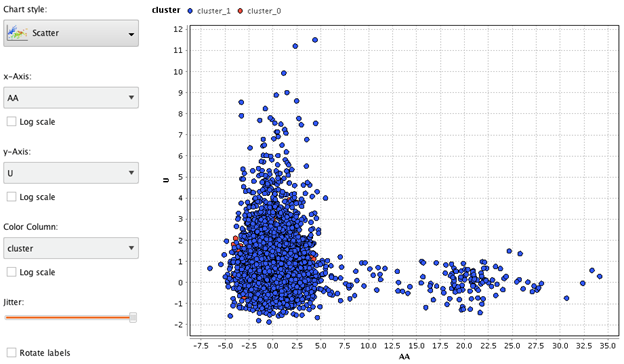 Chart style:
Scatter
x-Axis:
AA
Log scale
y-Axis:
U
Log scale
Color Column:
cluster
Log scale
Jitter:
Rotate labels
cluster cluster_1 cluster_0
12
11
10
9
8
7
6
5
4
3
2
1
0
-1
-2
U
-7.5 -5.0 -2.5 0.0 2.5 5.0 7.5 10.0 12.5 15.0 17.5 20.0 22.5 25.0 27.5 30.0 32.5 35.0
AA